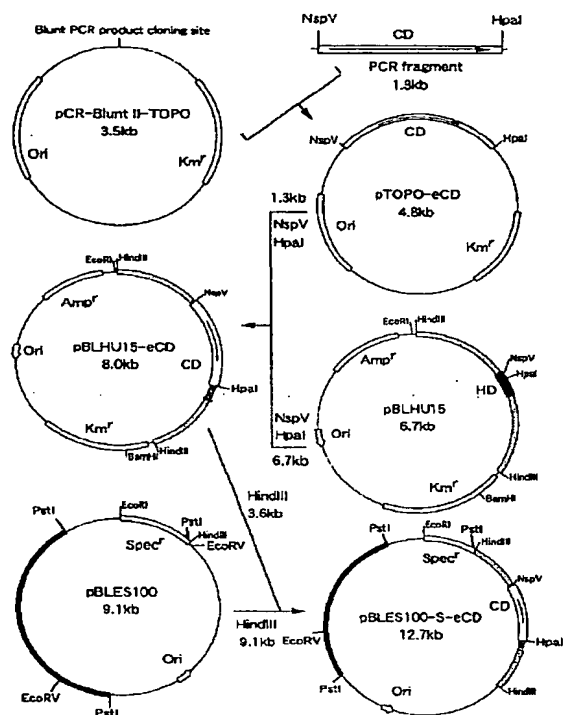 Blunt PCR product cloning site
pCR-Blunt II-TOPO
3.5kb
Ori
Kmr
NspV
HpaI
CD
PCR fragment
1.3kb
NspV
CD
HpaI
pTOPO-eCD
4.8kb
Ori
Kmr
1.3kb
NspV
HpaI
EcoRI
HindIII
NspV
Ampr
pBLHU15-eCD
8.0kb
Ori
CD
HpaI
Kmr
BamHI
HindIII
EcoRI
HindIII
Ampr
NspV
HpaI
pBLHU15
6.7kb
HD
Ori
Kmr
HindIII
BamHI
NspV
HpaI
6.7kb
HindIII
3.6kb
PstI
EcoRI
PstI
HindIII
EcoRV
Specr
pBLES100
9.1kb
Ori
EcoRV
PstI
HindIII
9.1kb
PstI
EcoRI
PstI
HindIII
Specr
NspV
CD
pBLES100-S-eCD
12.7kb
EcoRV
HpaI
PstI
Ori
HindIII